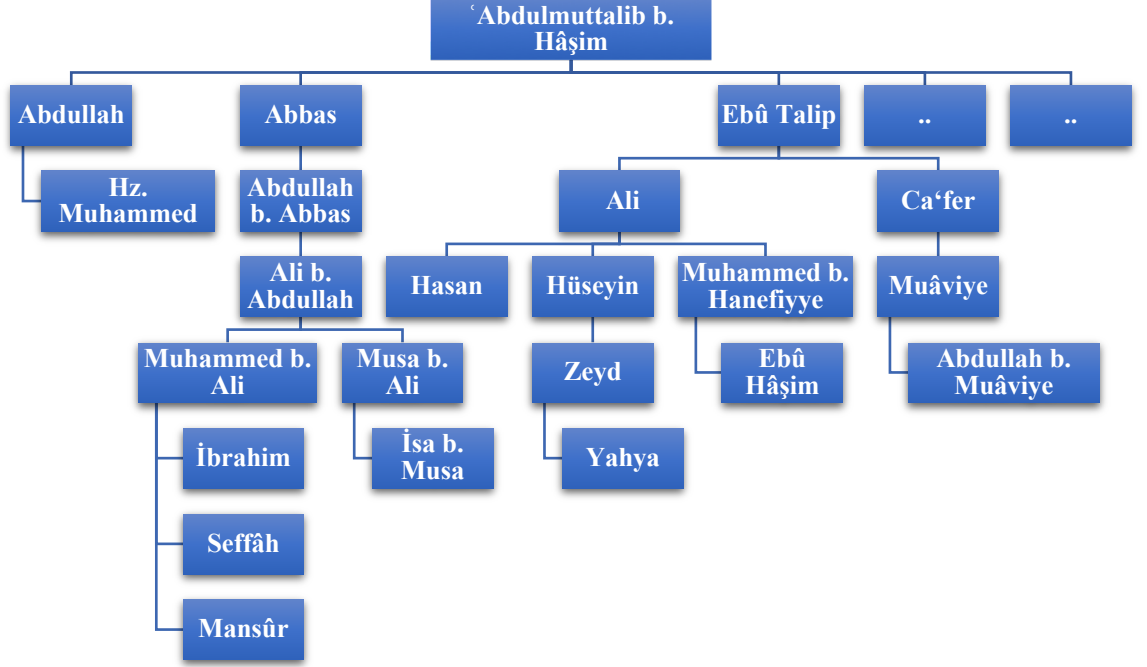 ʿAbdulmuttalib b.
Hâşim
Abdullah
Abbas
Ebû Talip
..
..
Hz.
Muhammed
Abdullah
b. Abbas
Ali
Ca‘fer
Ali b.
Abdullah
Hasan
Hüseyin
Muhammed b.
Hanefiyye
Muâviye
Muhammed b.
Ali
Musa b.
Ali
Zeyd
Ebû
Hâşim
Abdullah b.
Muâviye
İbrahim
İsa b.
Musa
Yahya
Seffâh
Mansûr